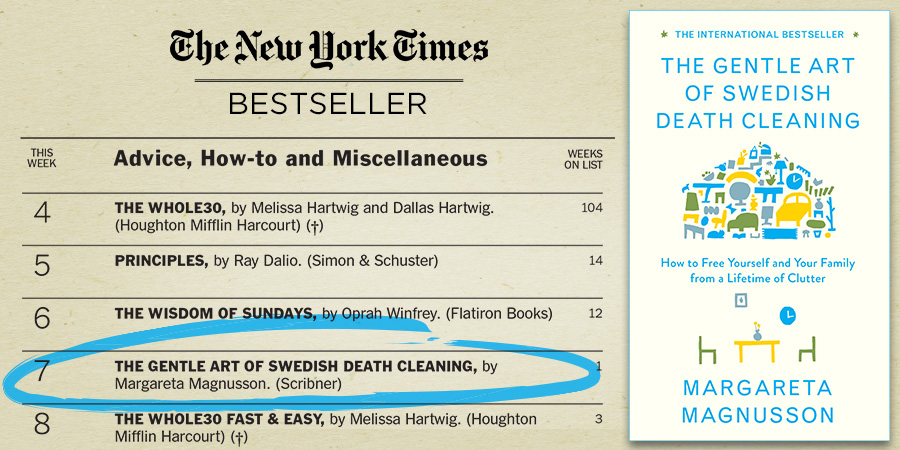 The New York Times
BESTSELLER
THIS
WEEK
Advice, How-to and Miscellaneous
WEEKS
ON LIST
4
THE WHOLE30, by Melissa Hartwig and Dallas Hartwig.
(Houghton Mifflin Harcourt) (†)
104
5
PRINCIPLES, by Ray Dalio. (Simon & Schuster)
14
6
THE WISDOM OF SUNDAYS, by Oprah Winfrey. (Flatiron Books)
12
7
THE GENTLE ART OF SWEDISH DEATH CLEANING, by
Margareta Magnusson. (Scribner)
1
8
THE WHOLE30 FAST & EASY, by Melissa Hartwig. (Houghton
Mifflin Harcourt) (†)
3
THE INTERNATIONAL BESTSELLER
THE GENTLE ART
OF SWEDISH
DEATH CLEANING
How to Free Yourself and Your Family
from a Lifetime of Clutter
MARGARETA
MAGNUSSON